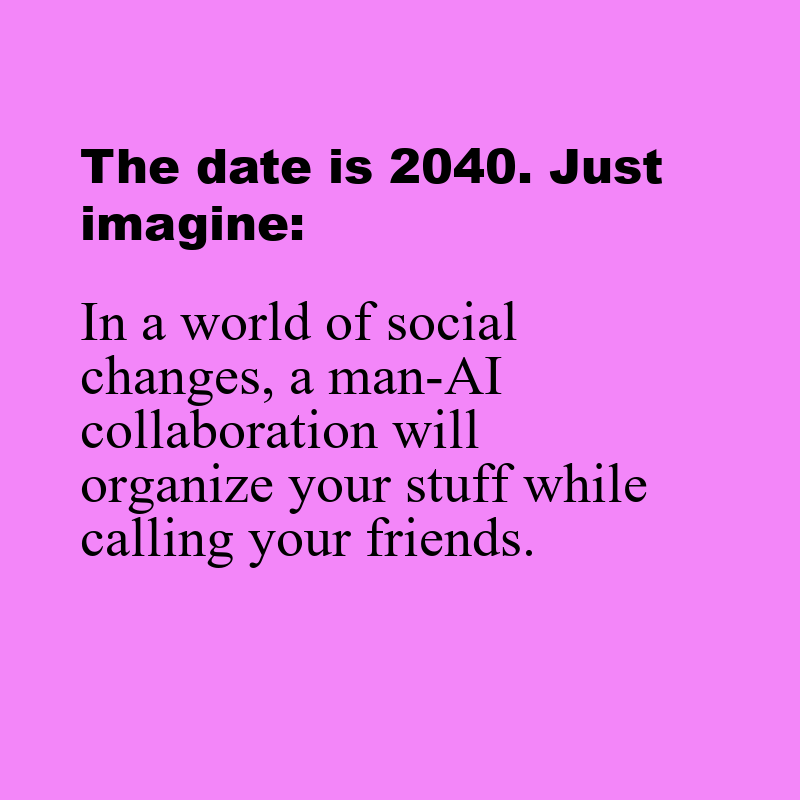 The date is 2040. Just
imagine:
In a world of social
changes, a man-AI
collaboration will
organize your stuff while
calling your friends.